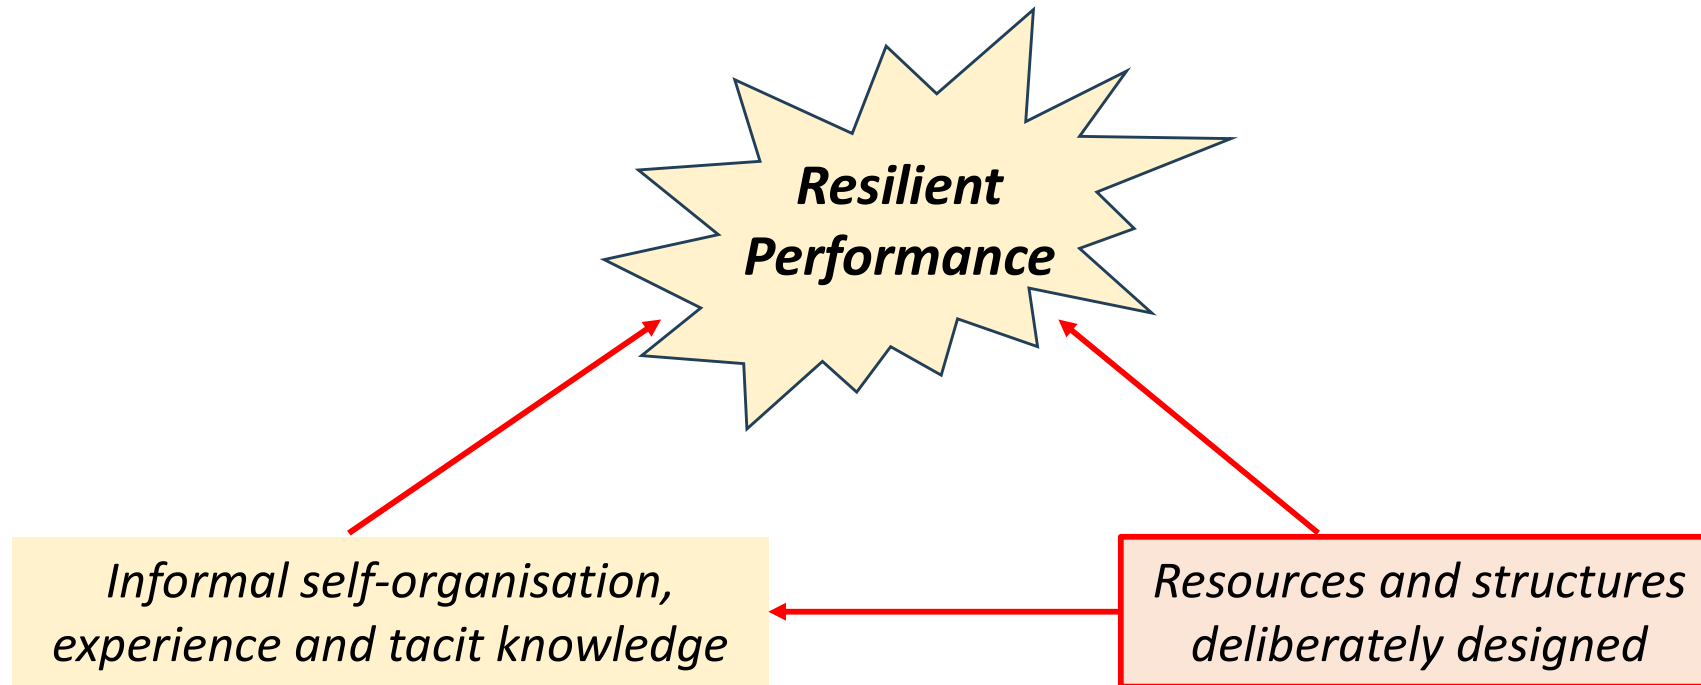 Resilient
Performance
Informal self-organisation,
experience and tacit knowledge
Resources and structures
deliberately designed